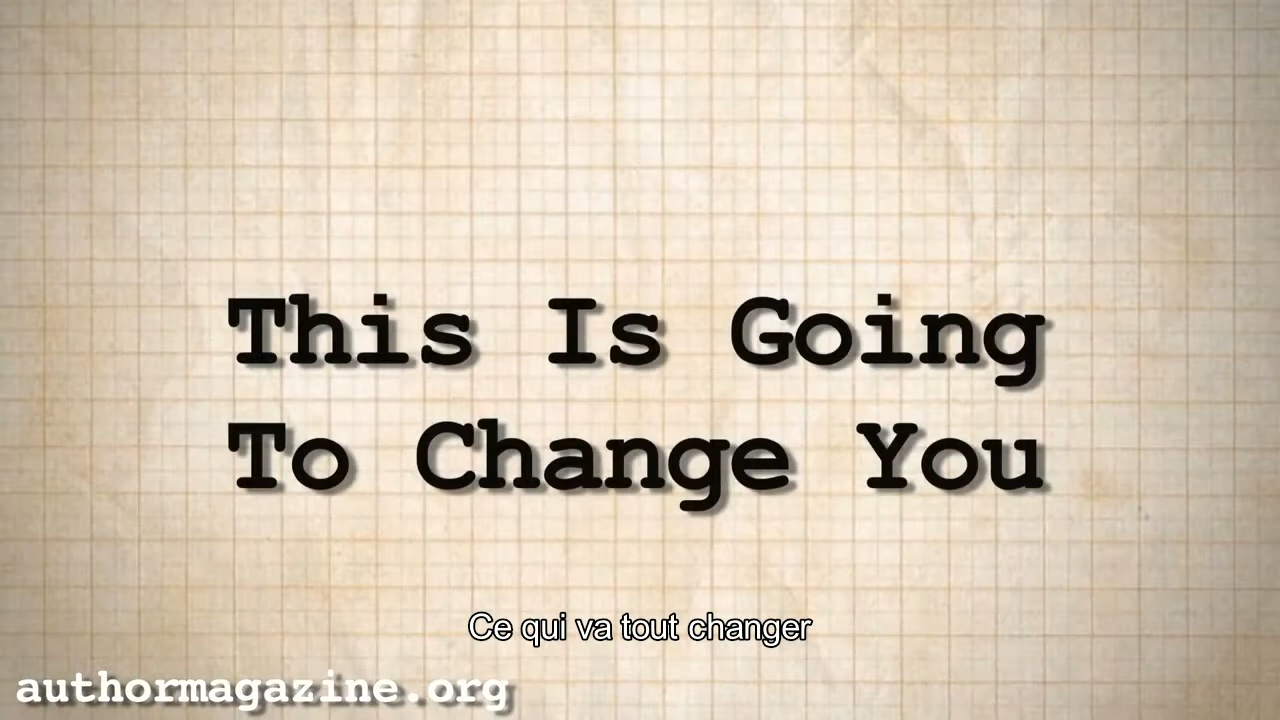 This Is Going
To Change You
Ce qui va tout changer
authormagazine.org